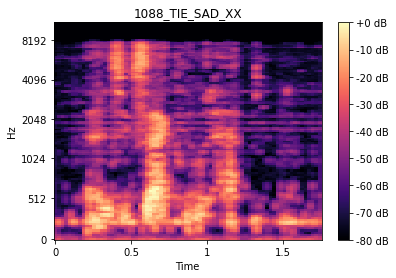 1088_TIE_SAD_XX
+0 dB
8192
-10 dB
4096
-20 dB
-30 dB
2048
Hz
-40 dB
1024
-50 dB
512
-60 dB
-70 dB
0
-80 dB
0
0.5
1
1.5
Time